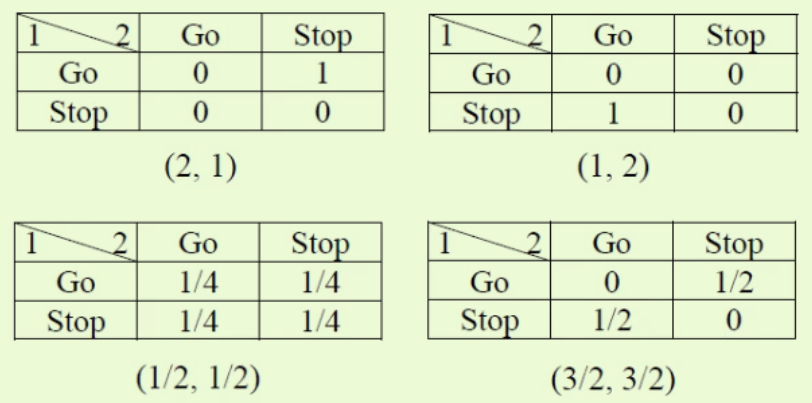 1 2 Go Stop
Go 0 1
Stop 0 0
(2, 1)
1 2 Go Stop
Go 0 0
Stop 1 0
(1, 2)
1 2 Go Stop
Go 1/4 1/4
Stop 1/4 1/4
(1/2, 1/2)
1 2 Go Stop
Go 0 1/2
Stop 1/2 0
(3/2, 3/2)